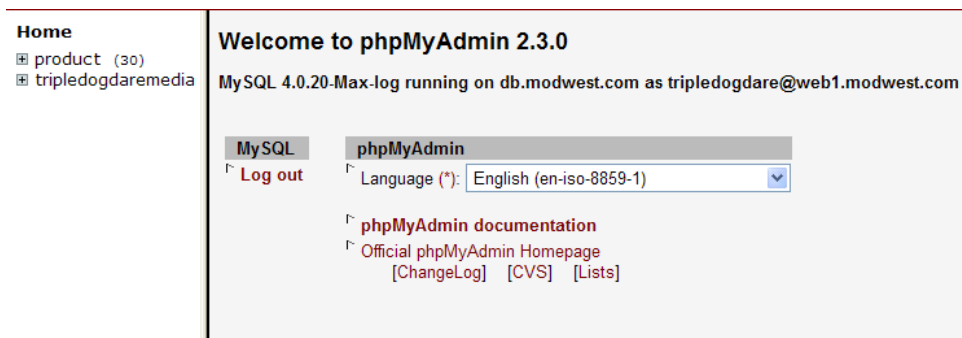 Home
product (30)
tripledogdaremedia
Welcome to phpMyAdmin 2.3.0
MySQL 4.0.20-Max-log running on db.modwest.com as tripledogdare@web1.modwest.com
MySQL
Log out
phpMyAdmin
Language (*): English (en-iso-8859-1)
phpMyAdmin documentation
Official phpMyAdmin Homepage
[ChangeLog] [CVS] [Lists]